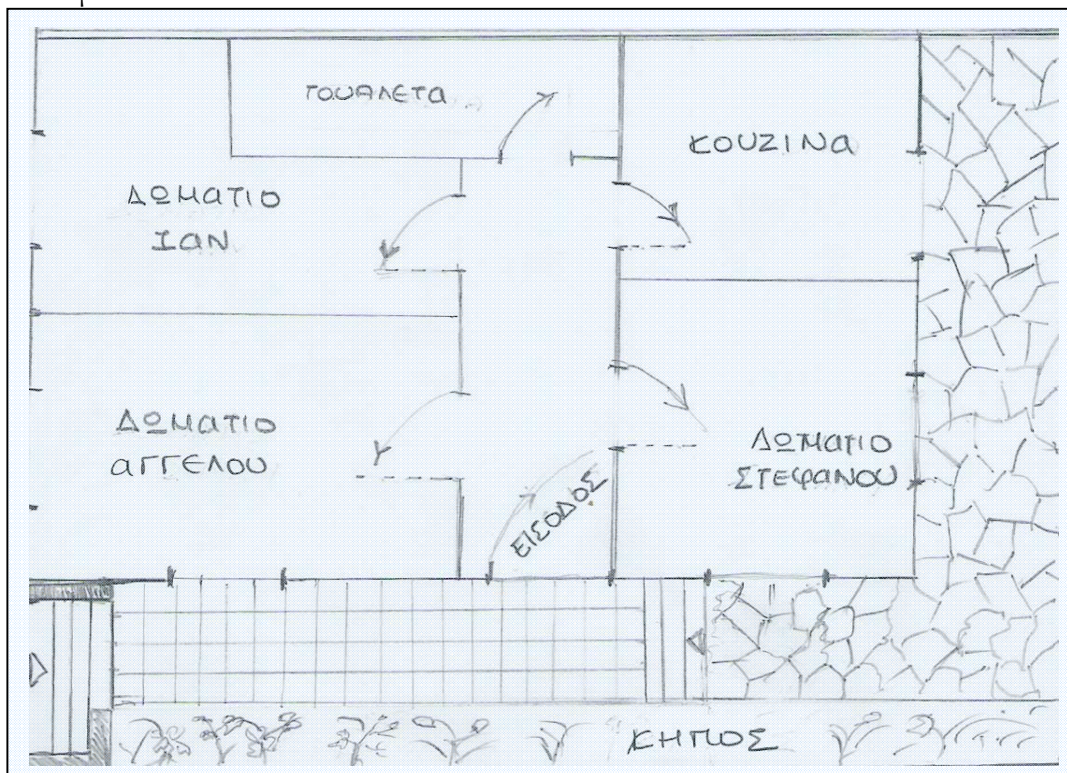 ΤΟΥΑΛΕΤΑ
ΚΟΥΖΙΝΑ
ΔΩΜΑΤΙΟ
ΙΑΝ
ΔΩΜΑΤΙΟ
ΑΓΓΕΛΟΥ
ΕΙΣΟΔΟΣ
ΔΩΜΑΤΙΟ
ΣΤΕΦΑΝΟΥ
ΚΗΠΟΣ